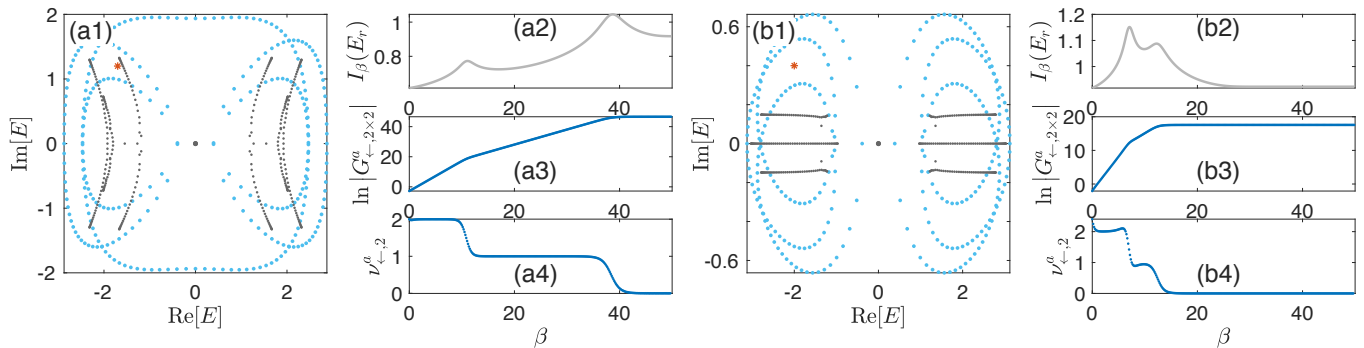 (a1)
2
1
0
-1
-2
Im[E]
-2
0
2
Re[E]
(a2)
1
0.8
I_β(E_r)
0
20
40
(a3)
40
20
0
ln |G^a_{←,2×2}|
0
20
40
(a4)
2
1
0
ν^a_{←,2}
0
20
40
β
(b1)
0.6
0
-0.6
Im[E]
-2
0
2
Re[E]
(b2)
1.2
1.1
1
I_β(E_r)
0
20
40
(b3)
20
10
0
ln |G^a_{←,2×2}|
0
20
40
(b4)
2
1
0
ν^a_{←,2}
0
20
40
β